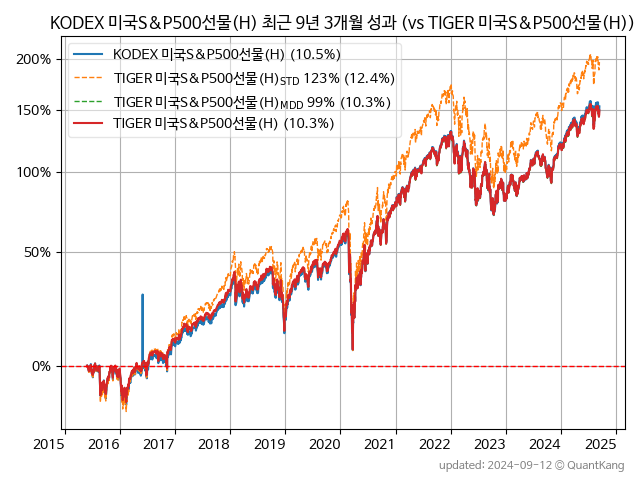 KODEX 미국S&P500선물(H) 최근 9년 3개월 성과 (vs TIGER 미국S&P500선물(H))
KODEX 미국S&P500선물(H) (10.5%)
TIGER 미국S&P500선물(H)STD 123% (12.4%)
TIGER 미국S&P500선물(H)MDD 99% (10.3%)
TIGER 미국S&P500선물(H) (10.3%)
200%
150%
100%
50%
0%
2015 2016 2017 2018 2019 2020 2021 2022 2023 2024 2025
updated: 2024-09-12 © QuantKang